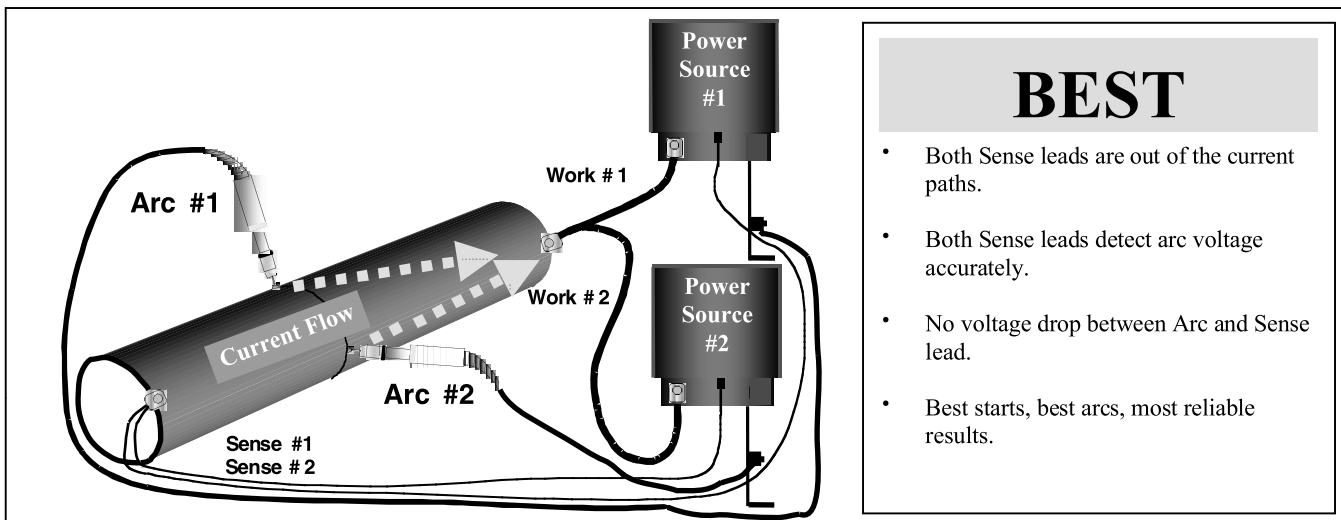 Power
Source
#1
Work # 1
Arc #1
Power
Source
#2
Work # 2
Current Flow
Arc #2
Sense #1
Sense # 2
BEST
• Both Sense leads are out of the current
paths.
• Both Sense leads detect arc voltage
accurately.
• No voltage drop between Arc and Sense
lead.
• Best starts, best arcs, most reliable
results.